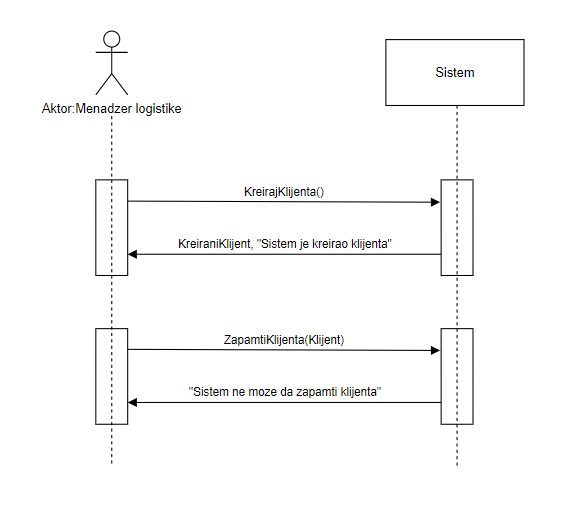 Sistem
Aktor:Menadzer logistike
KreirajKlijenta()
KreiraniKlijent, "Sistem je kreirao klijenta"
ZapamtiKlijenta(Klijent)
"Sistem ne moze da zapamti klijenta"